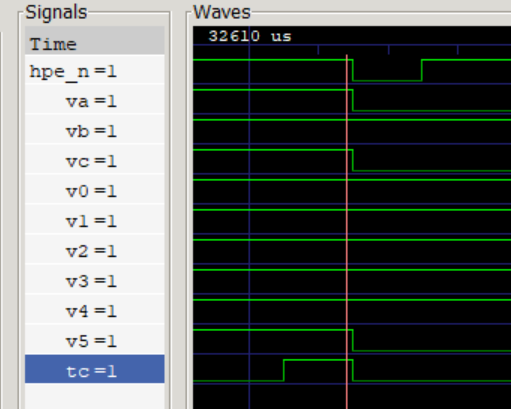 Signals
Waves
Time
32610 us
hpe_n=1
va=1
vb=1
vc=1
v0=1
v1=1
v2=1
v3=1
v4=1
v5=1
tc=1